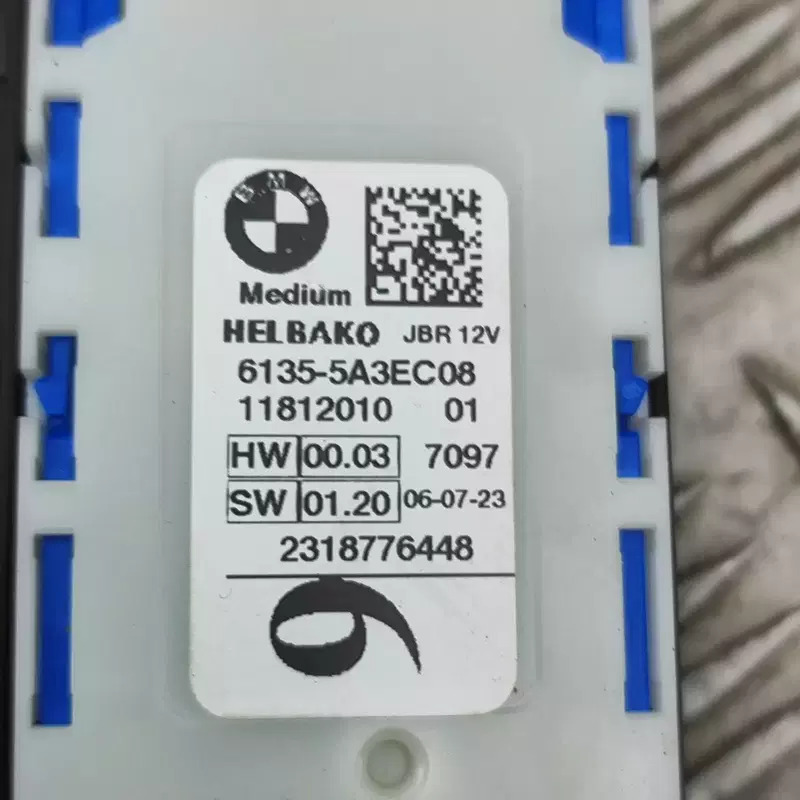 BMW
Medium
HELBAKO JBR 12V
6135-5A3EC08
11812010 01
HW 00.03 7097
SW 01.20 06-07-23
2318776448
9